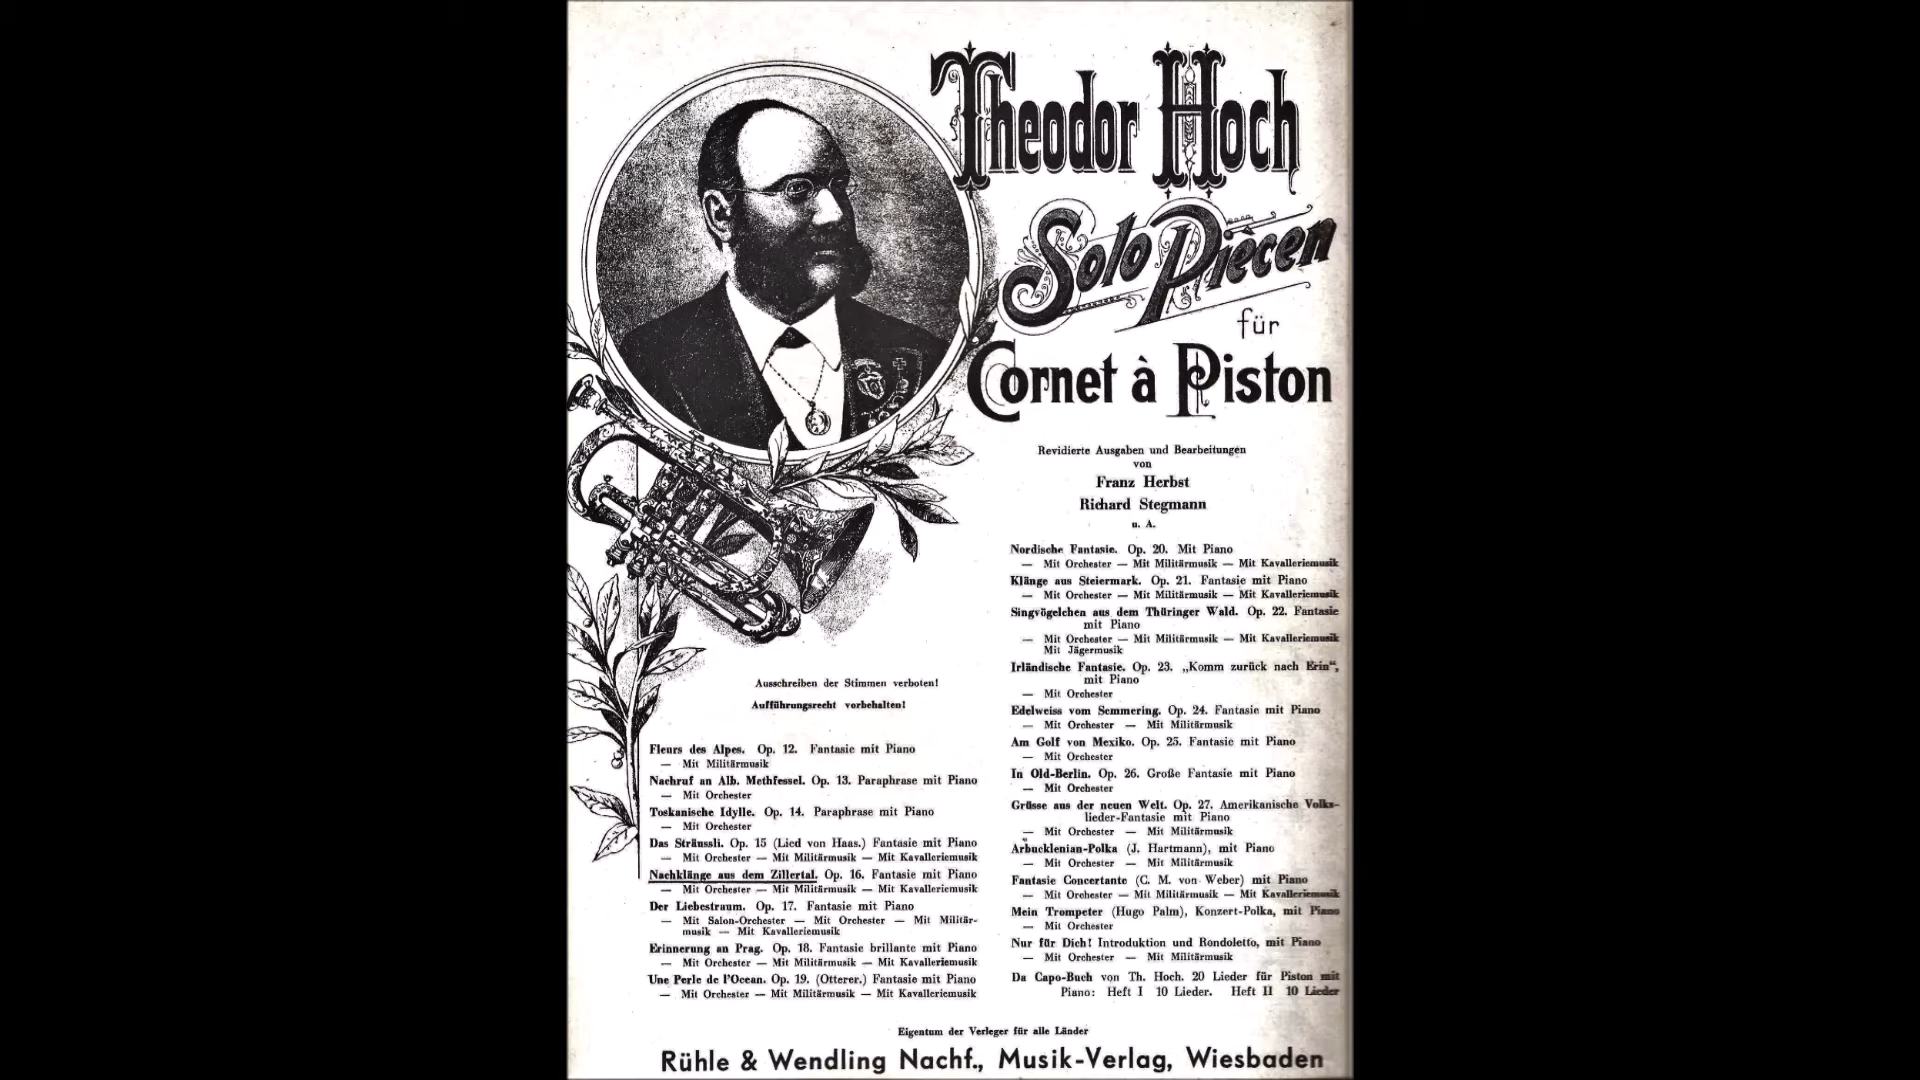 Theodor Hoch
Solo Piècen
für
Cornet à Piston
Revidierte Ausgaben und Bearbeitungen
von
Franz Herbst
Richard Stegmann
u. A.
Ausschreiben der Stimmen verboten!
Aufführungsrecht vorbehalten!
Fleurs des Alpes. Op. 12. Fantasie mit Piano
— Mit Militärmusik
Nachruf an Alb. Methfessel. Op. 13. Paraphrase mit Piano
— Mit Orchester
Toskanische Idylle. Op. 14. Paraphrase mit Piano
— Mit Orchester
Das Sträussli. Op. 15 (Lied von Haas.) Fantasie mit Piano
— Mit Orchester — Mit Militärmusik — Mit Kavalleriemusik
Nachklänge aus dem Zillertal. Op. 16. Fantasie mit Piano
— Mit Orchester — Mit Militärmusik — Mit Kavalleriemusik
Der Liebestraum. Op. 17. Fantasie mit Piano
— Mit Salon-Orchester — Mit Orchester — Mit Militär-
musik — Mit Kavalleriemusik
Erinnerung an Prag. Op. 18. Fantasie brillante mit Piano
— Mit Orchester — Mit Militärmusik — Mit Kavalleriemusik
Une Perle de l'Ocean. Op. 19. (Otterer.) Fantasie mit Piano
— Mit Orchester — Mit Militärmusik — Mit Kavalleriemusik
Nordische Fantasie. Op. 20. Mit Piano
— Mit Orchester — Mit Militärmusik — Mit Kavalleriemusik
Klänge aus Steiermark. Op. 21. Fantasie mit Piano
— Mit Orchester — Mit Militärmusik — Mit Kavalleriemusik
Singvögelchen aus dem Thüringer Wald. Op. 22. Fantasie
mit Piano
— Mit Orchester — Mit Militärmusik — Mit Kavalleriemusik
Mit Jägermusik
Irländische Fantasie. Op. 23. „Komm zurück nach Erin“,
mit Piano
— Mit Orchester
Edelweiss vom Semmering. Op. 24. Fantasie mit Piano
— Mit Orchester — Mit Militärmusik
Am Golf von Mexiko. Op. 25. Fantasie mit Piano
— Mit Orchester
In Old-Berlin. Op. 26. Große Fantasie mit Piano
— Mit Orchester
Grüsse aus der neuen Welt. Op. 27. Amerikanische Volks-
lieder-Fantasie mit Piano
— Mit Orchester — Mit Militärmusik
Arbucklenian-Polka (J. Hartmann), mit Piano
— Mit Orchester — Mit Militärmusik
Fantasie Concertante (C. M. von Weber) mit Piano
— Mit Orchester — Mit Militärmusik — Mit Kavalleriemusik
Mein Trompeter (Hugo Palm), Konzert-Polka, mit Piano
— Mit Orchester
Nur für Dich! Introduktion und Rondoletto, mit Piano
— Mit Orchester — Mit Militärmusik
Da Capo-Buch von Th. Hoch. 20 Lieder für Piston mit
Piano: Heft I 10 Lieder. Heft II 10 Lieder
Eigentum der Verleger für alle Länder
Rühle & Wendling Nachf., Musik-Verlag, Wiesbaden